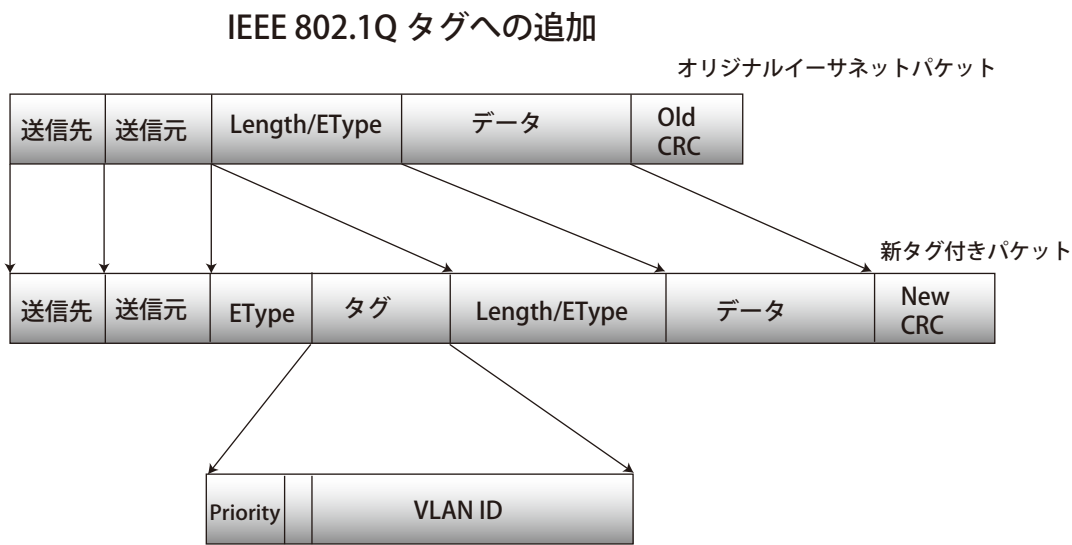 IEEE 802.1Q タグへの追加
オリジナルイーサネットパケット
送信先 送信元 Length/EType データ Old
CRC
新タグ付きパケット
送信先 送信元 EType タグ Length/EType データ New
CRC
Priority VLAN ID